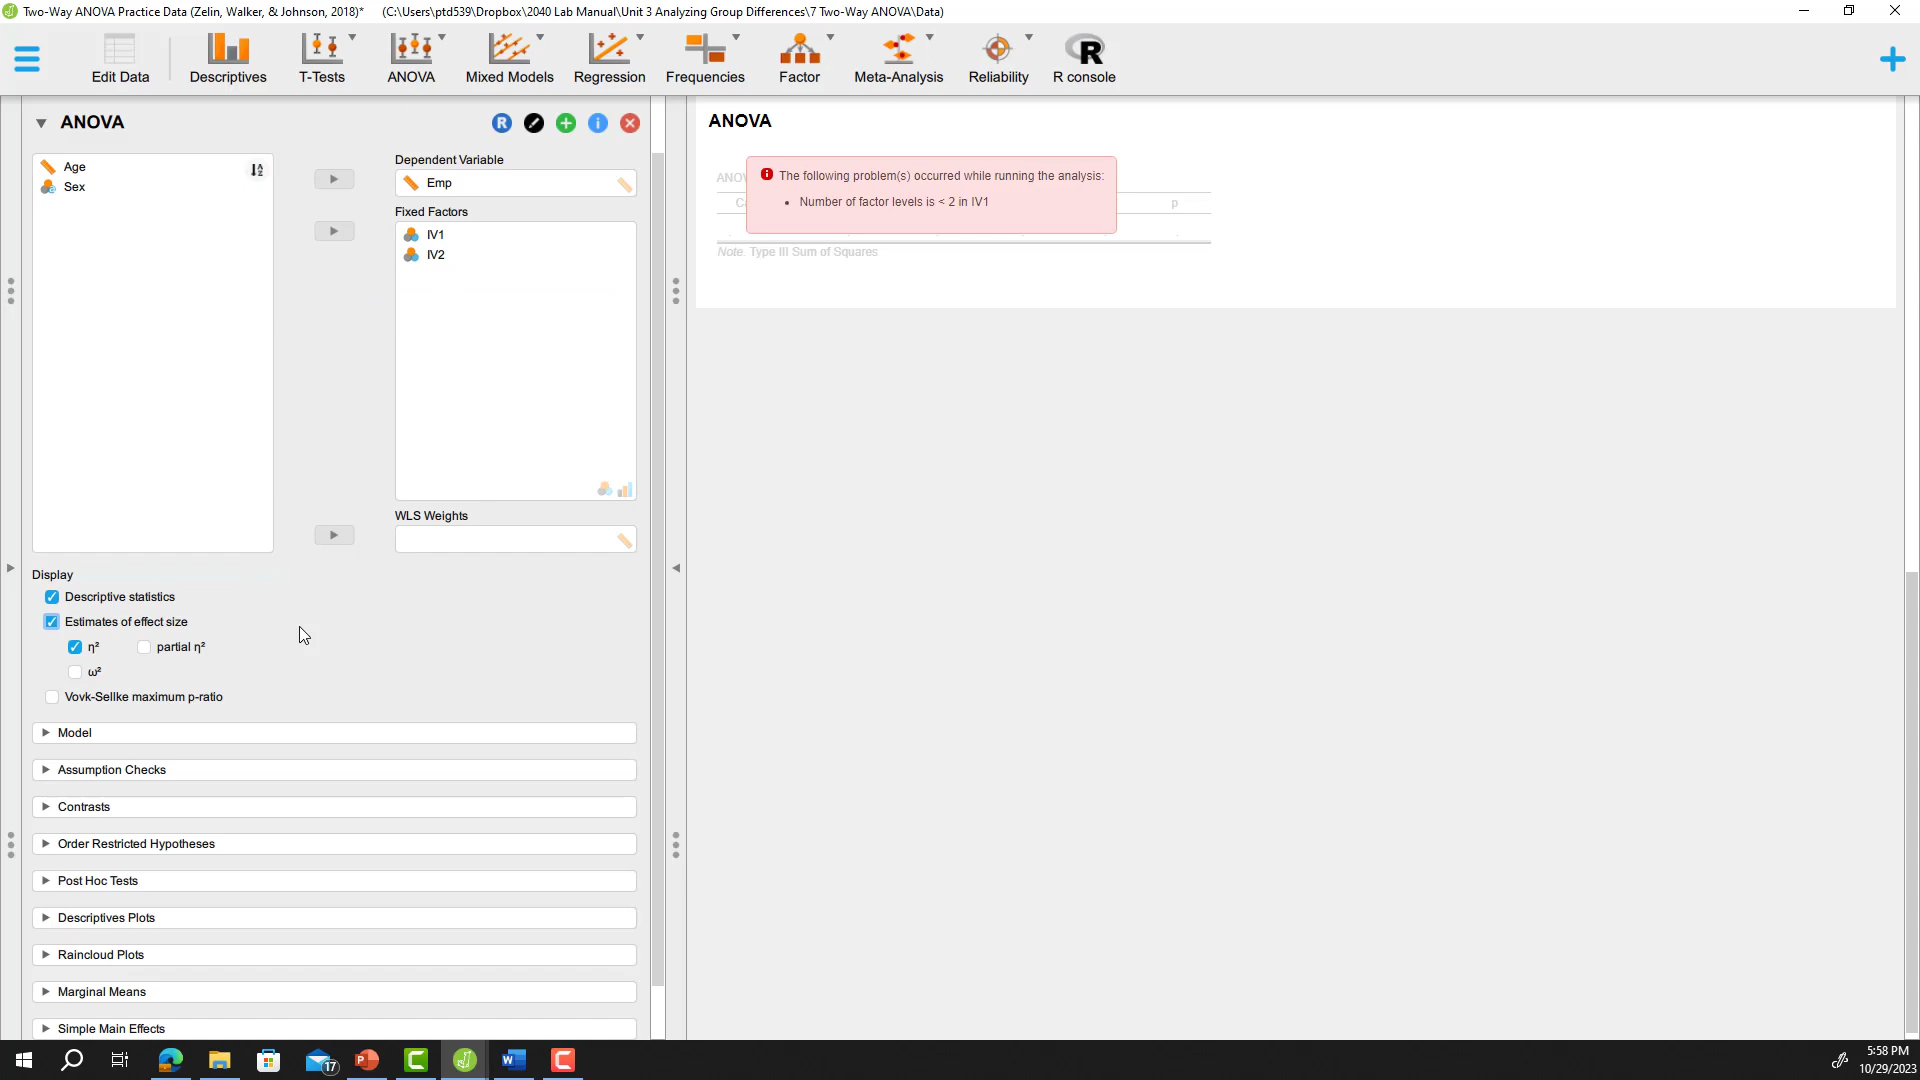 Two-Way ANOVA Practice Data (Zelin, Walker, & Johnson, 2018)* (C:\Users\ptd539\Dropbox\2040 Lab Manual\Unit 3 Analyzing Group Differences\7 Two-Way ANOVA\Data)
Edit Data Descriptives T-Tests ANOVA Mixed Models Regression Frequencies Factor Meta-Analysis Reliability R console
ANOVA
Age
Sex
Dependent Variable
Emp
Fixed Factors
IV1
IV2
WLS Weights
Display
Descriptive statistics
Estimates of effect size
η² partial η²
ω²
Vovk-Sellke maximum p-ratio
Model
Assumption Checks
Contrasts
Order Restricted Hypotheses
Post Hoc Tests
Descriptives Plots
Raincloud Plots
Marginal Means
Simple Main Effects
ANOVA
The following problem(s) occurred while running the analysis:
• Number of factor levels is < 2 in IV1
p
Note. Type III Sum of Squares
17
5:58 PM
10/29/2023